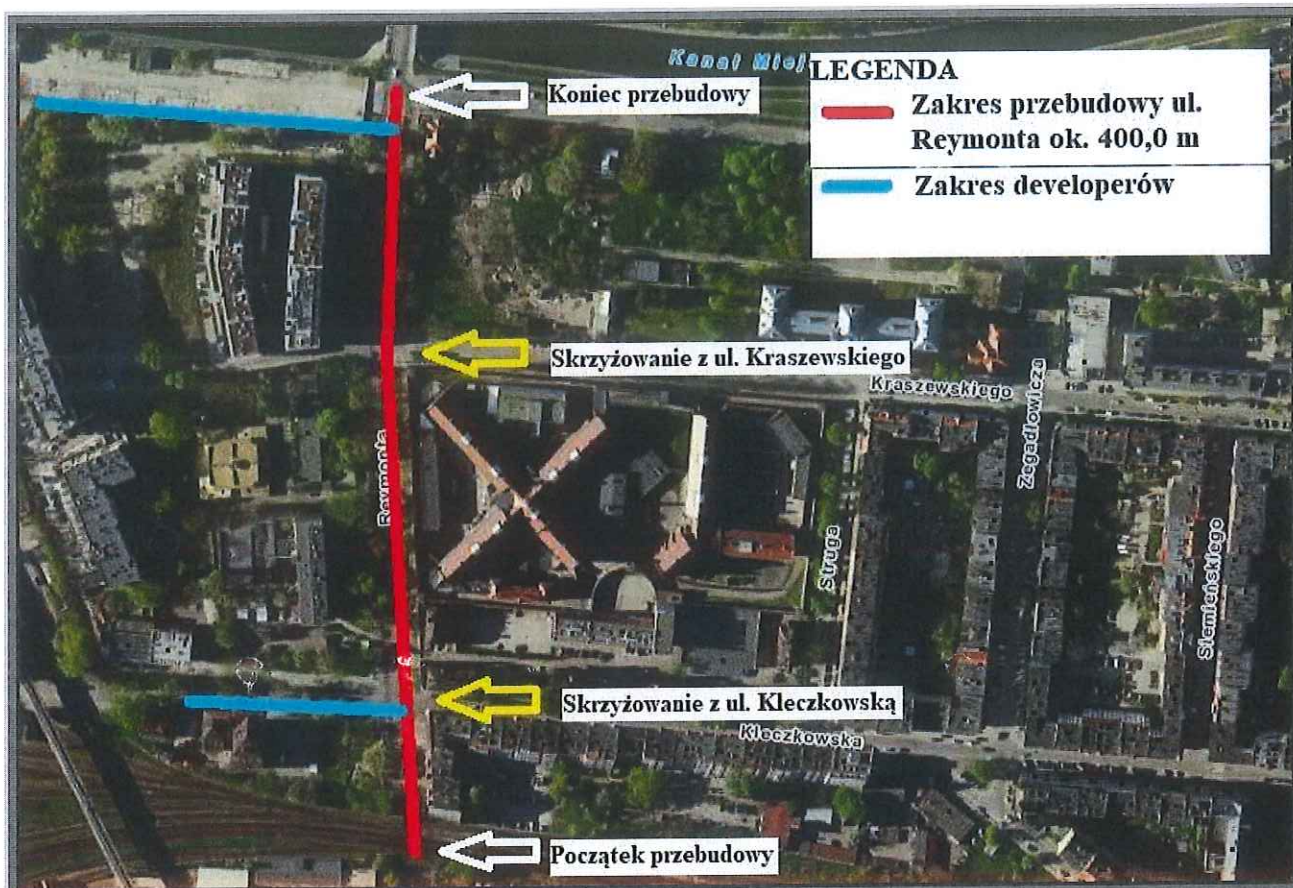 Kanał Miej
LEGENDA
Zakres przebudowy ul.
Reymonta ok. 400,0 m
Zakres developerów
Koniec przebudowy
Skrzyżowanie z ul. Kraszewskiego
Kraszewskiego
Reymonta
Struga
Zegadłowicza
Siemieńskiego
Skrzyżowanie z ul. Kleczkowską
Kleczkowska
Początek przebudowy